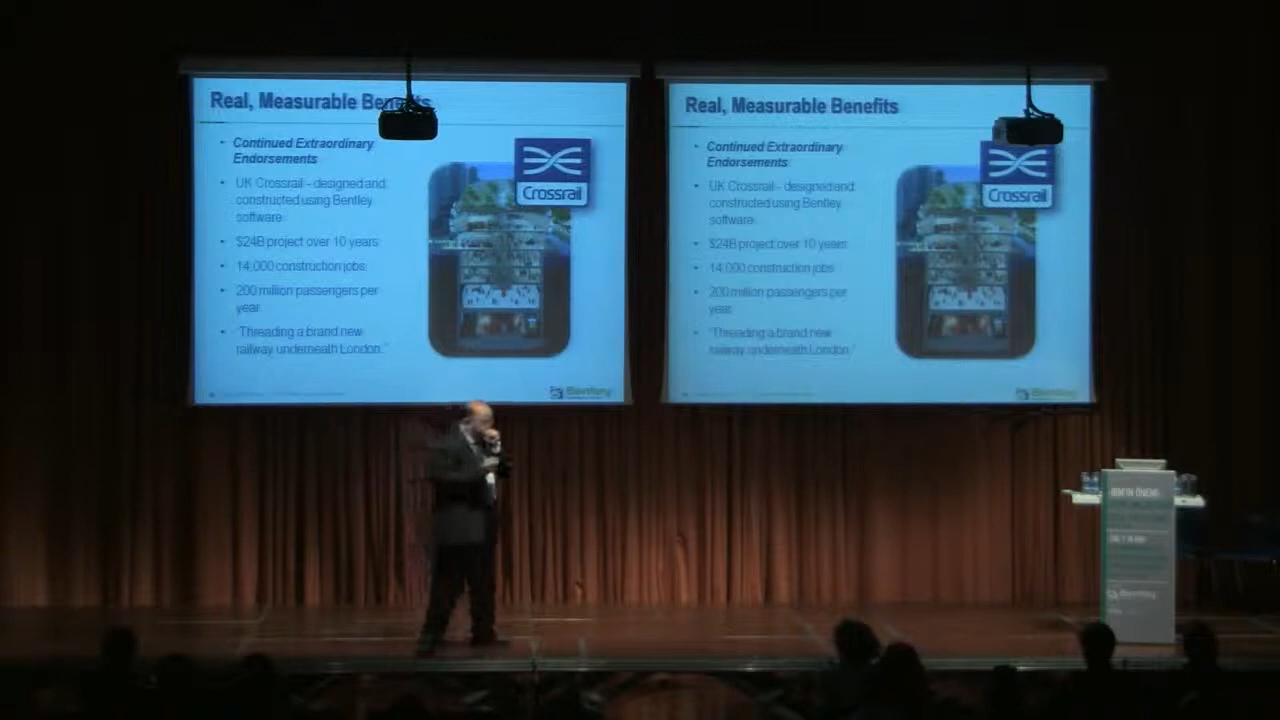 Real, Measurable Benefits
Continued Extraordinary
Endorsements
UK Crossrail - designed and
constructed using Bentley
software
$24B project over 10 years
14,000 construction jobs
200 million passengers per
year
"Threading a brand new
railway underneath London."
Crossrail
Bentley
Real, Measurable Benefits
Continued Extraordinary
Endorsements
UK Crossrail - designed and
constructed using Bentley
software
$24B project over 10 years
14,000 construction jobs
200 million passengers per
year
"Threading a brand new
railway underneath London."
Crossrail
Bentley
BIM'IN ÖNEMİ
Bentley